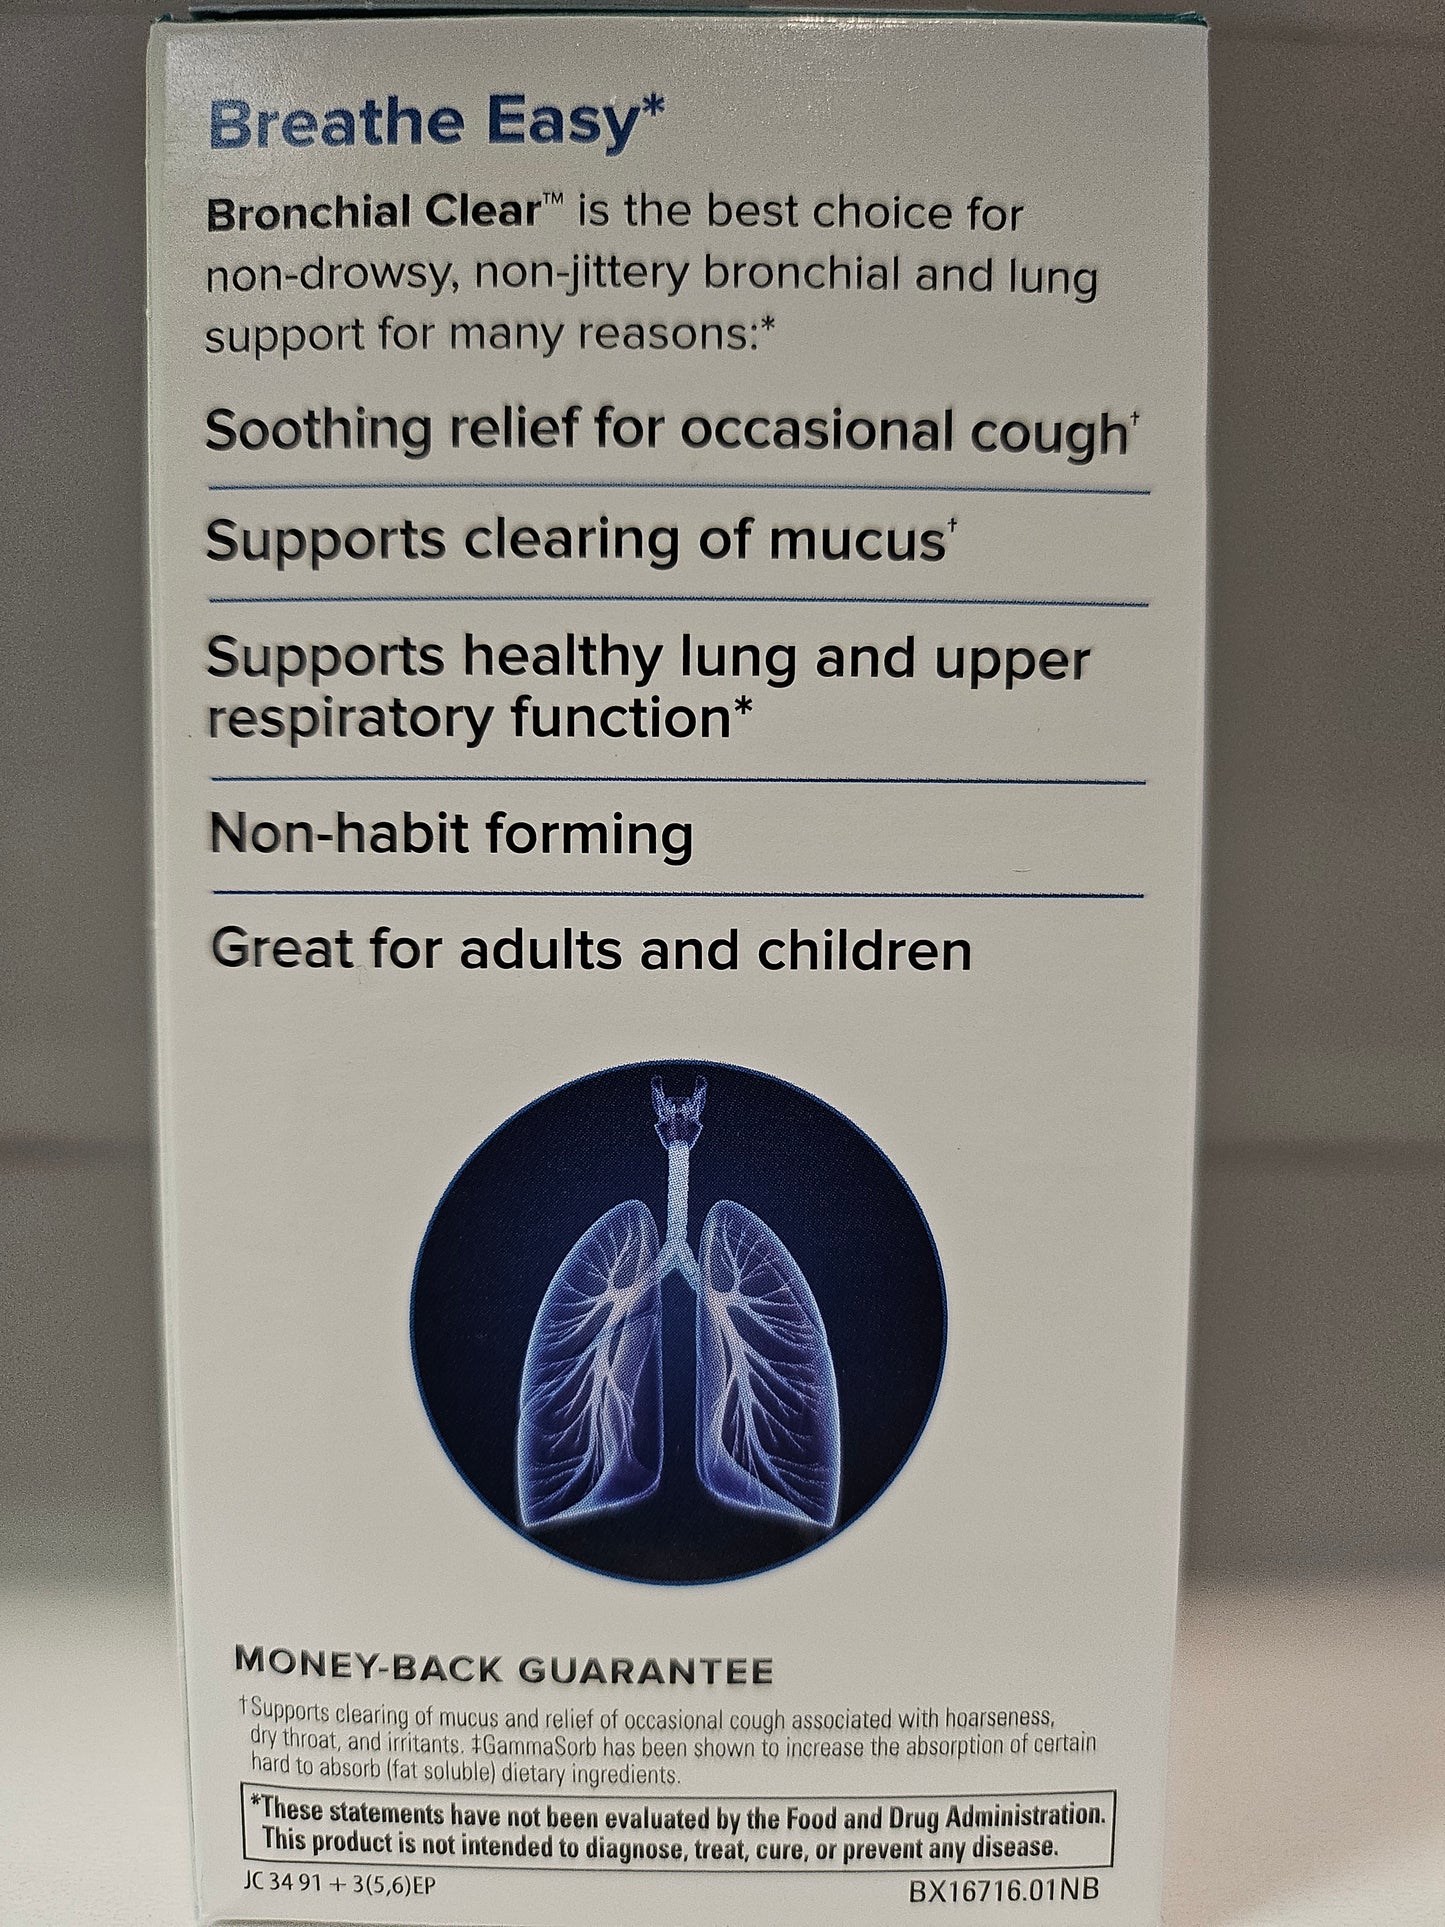 Breathe Easy*
Bronchial Clear™ is the best choice for
non-drowsy, non-jittery bronchial and lung
support for many reasons:*
Soothing relief for occasional cough†
Supports clearing of mucus†
Supports healthy lung and upper
respiratory function*
Non-habit forming
Great for adults and children
MONEY-BACK GUARANTEE
†Supports clearing of mucus and relief of occasional cough associated with hoarseness,
dry throat, and irritants. ‡GammaSorb has been shown to increase the absorption of certain
hard to absorb (fat soluble) dietary ingredients.
*These statements have not been evaluated by the Food and Drug Administration.
This product is not intended to diagnose, treat, cure, or prevent any disease.
JC 34 91 + 3(5,6)EP
BX16716.01NB